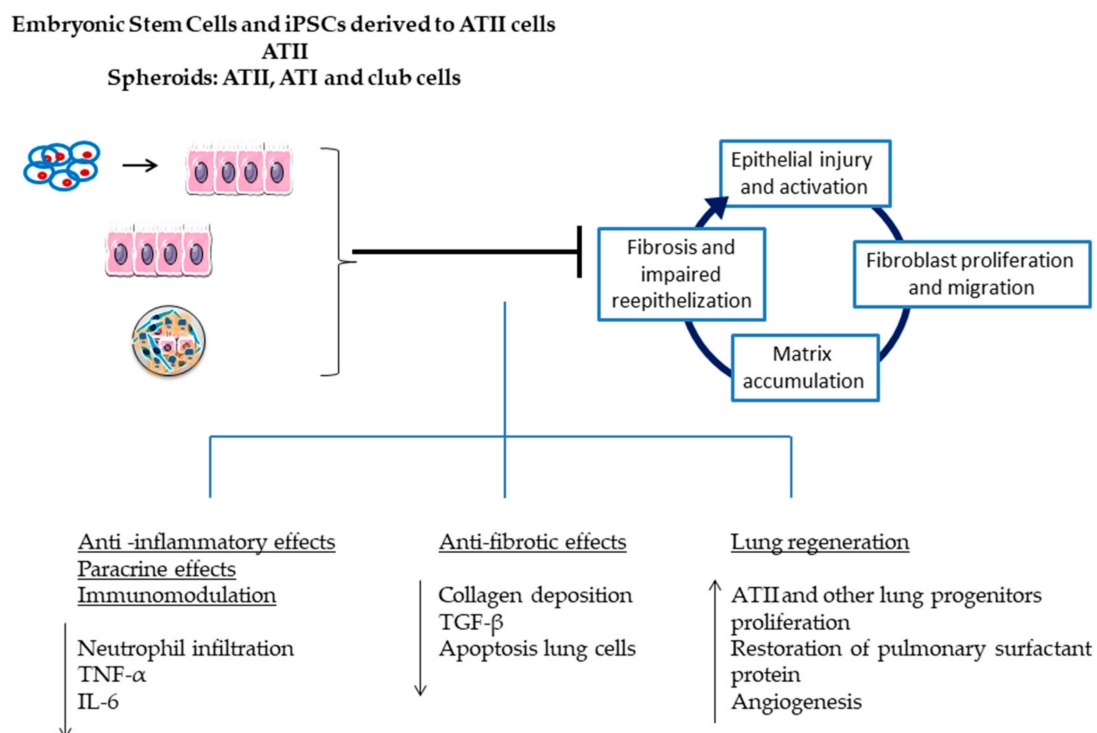 Embryonic Stem Cells and iPSCs derived to ATII cells
ATII
Spheroids: ATII, ATI and club cells
Epithelial injury
and activation
Fibrosis and
impaired
reepithelization
Fibroblast proliferation
and migration
Matrix
accumulation
Anti -inflammatory effects
Paracrine effects
Immunomodulation
Neutrophil infiltration
TNF-α
IL-6
Anti-fibrotic effects
Collagen deposition
TGF-β
Apoptosis lung cells
Lung regeneration
ATII and other lung progenitors
proliferation
Restoration of pulmonary surfactant
protein
Angiogenesis